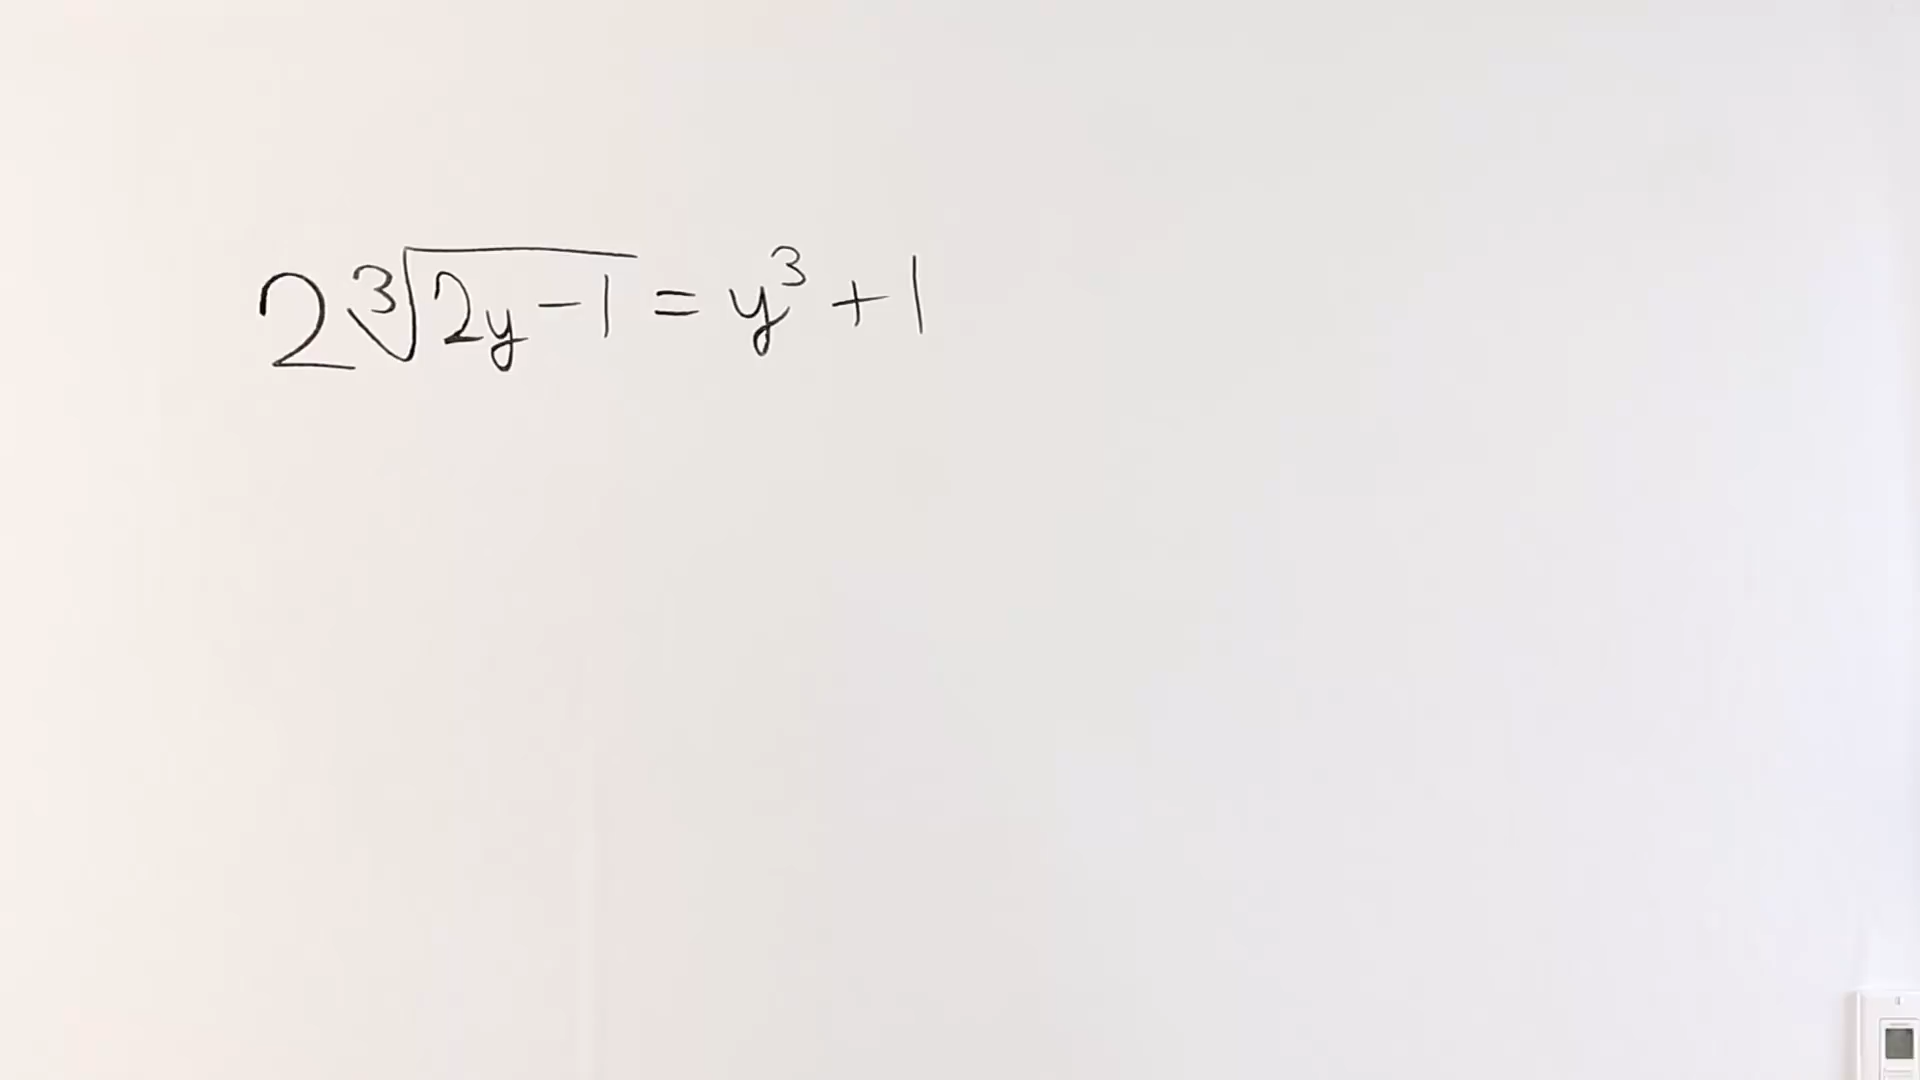 2∛(2y-1) = y³ + 1